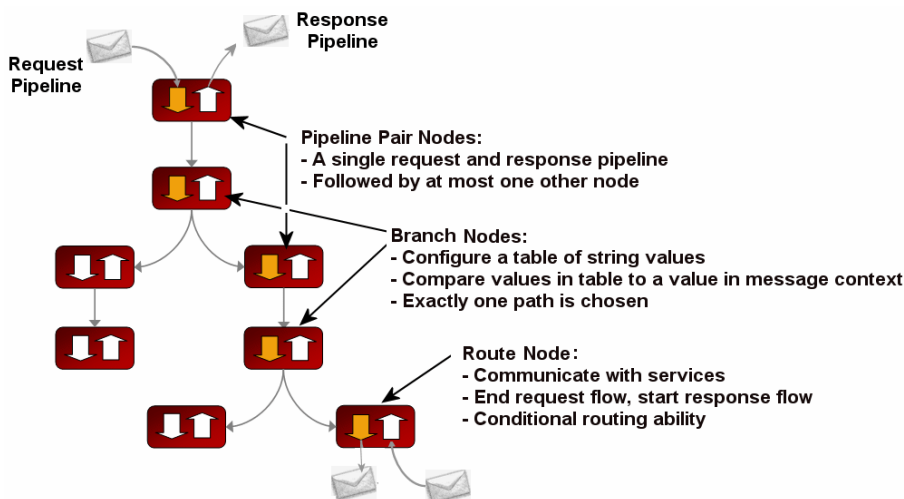 Response
Pipeline
Request
Pipeline
Pipeline Pair Nodes:
- A single request and response pipeline
- Followed by at most one other node
Branch Nodes:
- Configure a table of string values
- Compare values in table to a value in message context
- Exactly one path is chosen
Route Node:
- Communicate with services
- End request flow, start response flow
- Conditional routing ability